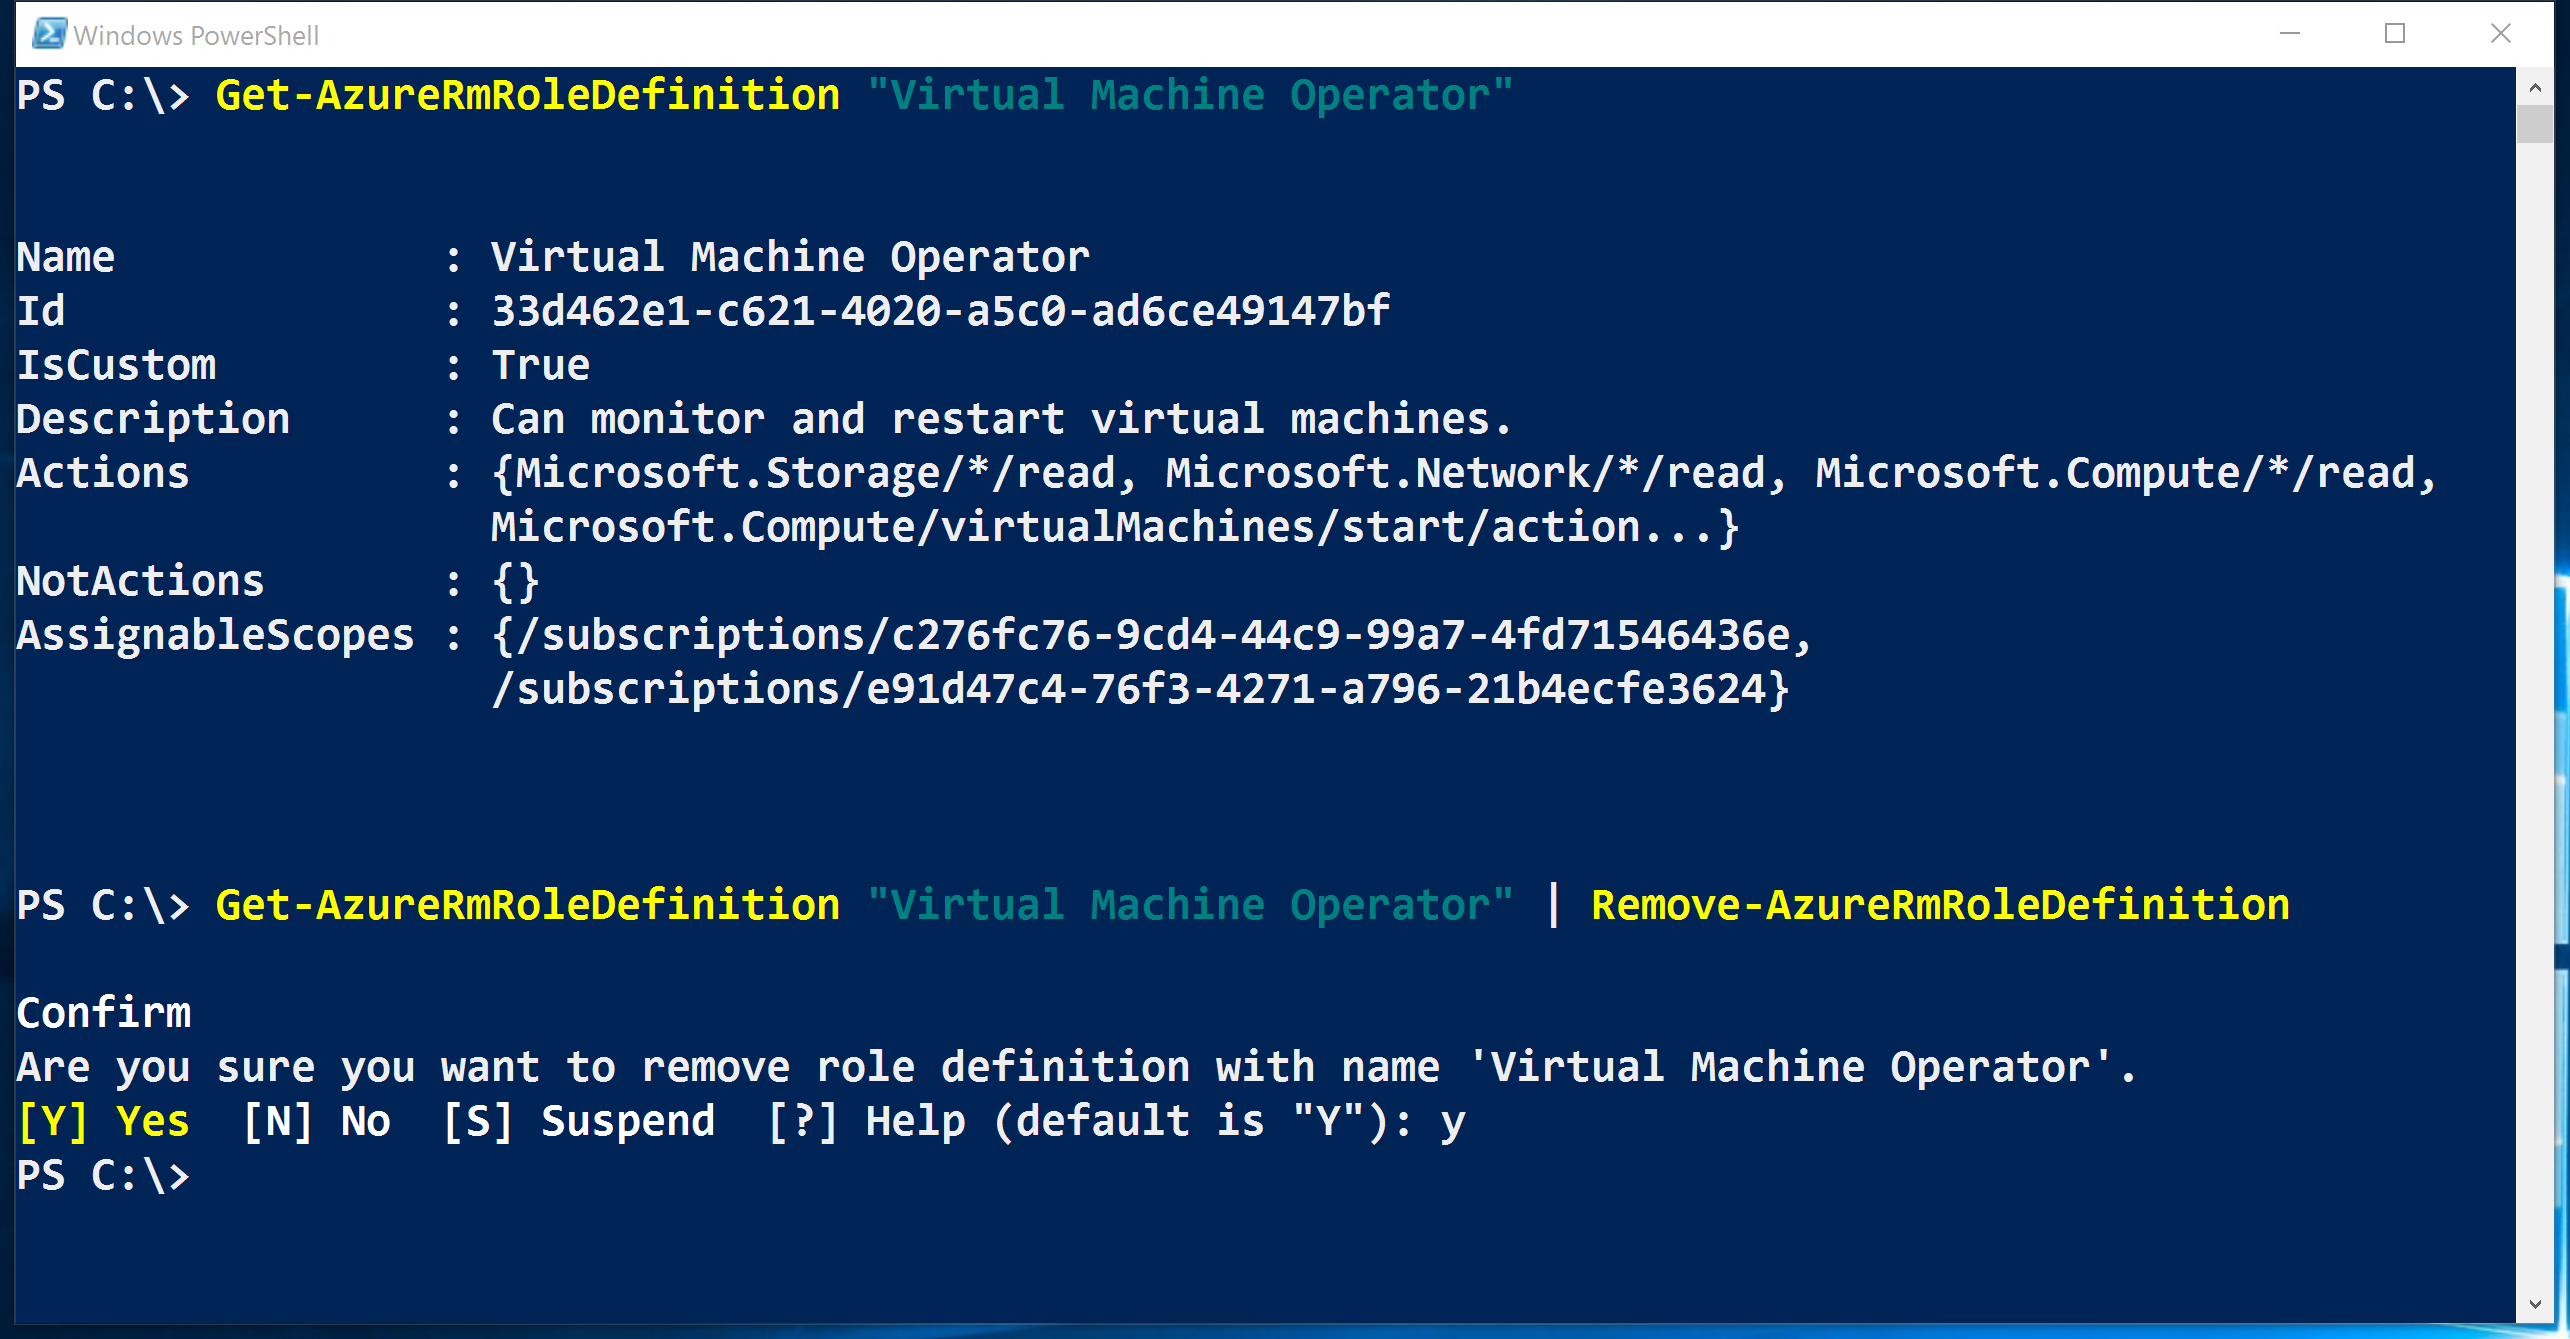 Windows PowerShell
PS C:\> Get-AzureRmRoleDefinition "Virtual Machine Operator"
Name             : Virtual Machine Operator
Id               : 33d462e1-c621-4020-a5c0-ad6ce49147bf
IsCustom         : True
Description      : Can monitor and restart virtual machines.
Actions          : {Microsoft.Storage/*/read, Microsoft.Network/*/read, Microsoft.Compute/*/read,
                   Microsoft.Compute/virtualMachines/start/action...}
NotActions       : {}
AssignableScopes : {/subscriptions/c276fc76-9cd4-44c9-99a7-4fd71546436e,
                   /subscriptions/e91d47c4-76f3-4271-a796-21b4ecfe3624}
PS C:\> Get-AzureRmRoleDefinition "Virtual Machine Operator" | Remove-AzureRmRoleDefinition
Confirm
Are you sure you want to remove role definition with name 'Virtual Machine Operator'.
[Y] Yes  [N] No  [S] Suspend  [?] Help (default is "Y"): y
PS C:\>